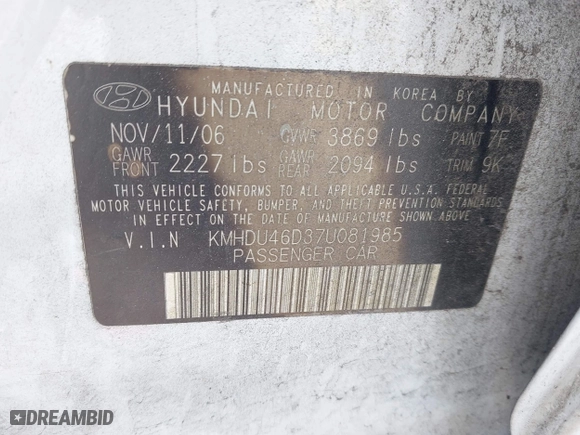 MANUFACTURED IN KOREA BY
HYUNDAI MOTOR COMPANY
NOV/11/06 GVWR 3869 lbs PAINT 7F
GAWR FRONT 2227 lbs GAWR REAR 2094 lbs TRIM 9K
THIS VEHICLE CONFORMS TO ALL APPLICABLE U.S.A. FEDERAL
MOTOR VEHICLE SAFETY, BUMPER, AND THEFT PREVENTION STANDARDS
IN EFFECT ON THE DATE OF MANUFACTURE SHOWN ABOVE
V.I.N KMHDU46D37U081985
PASSENGER CAR
DREAMBID